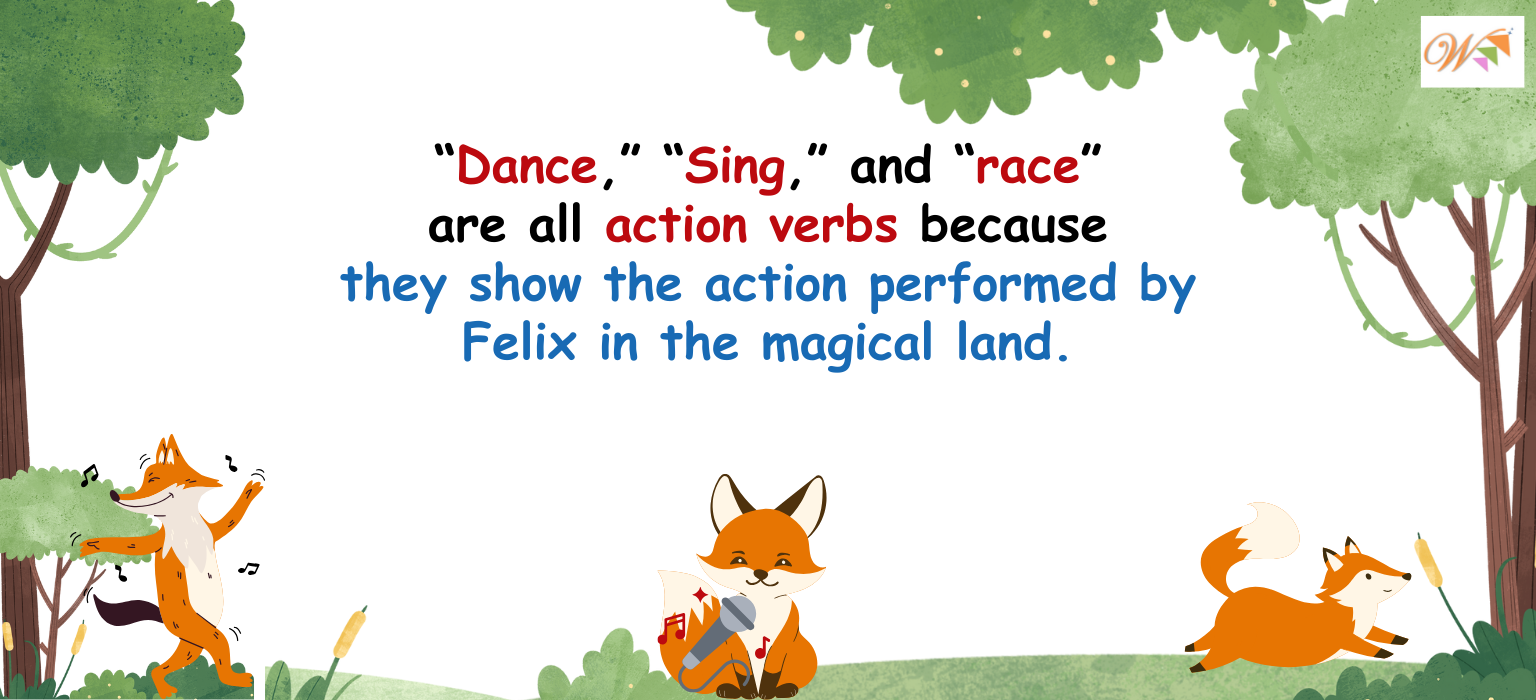 “Dance,” “Sing,” and “race”
are all action verbs because
they show the action performed by
Felix in the magical land.
W